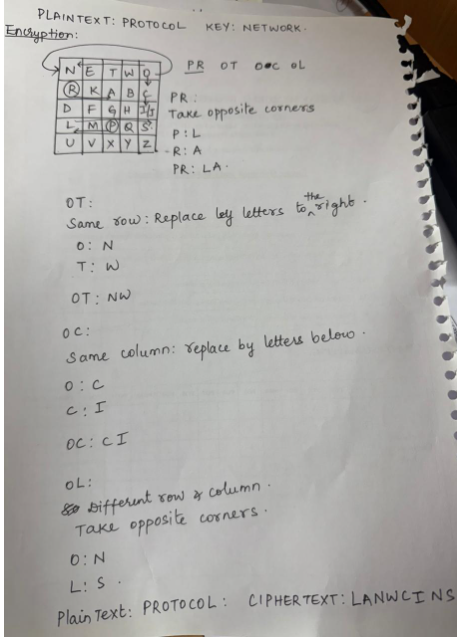 PLAINTEXT: PROTOCOL KEY: NETWORK.
Encryption:
N E T W O
R K A B C
D F G H I/J
L M P Q S
U V X Y Z
PR OT OC OL
PR:
Take opposite corners
P: L
R: A
PR: LA.
OT:
Same row: Replace by letters to the right.
O: N
T: W
OT: NW
OC:
Same column: replace by letters below.
O: C
C: I
OC: CI
OL:
Different row & column.
Take opposite corners.
O: N
L: S.
Plain Text: PROTOCOL: CIPHERTEXT: LANWCINS